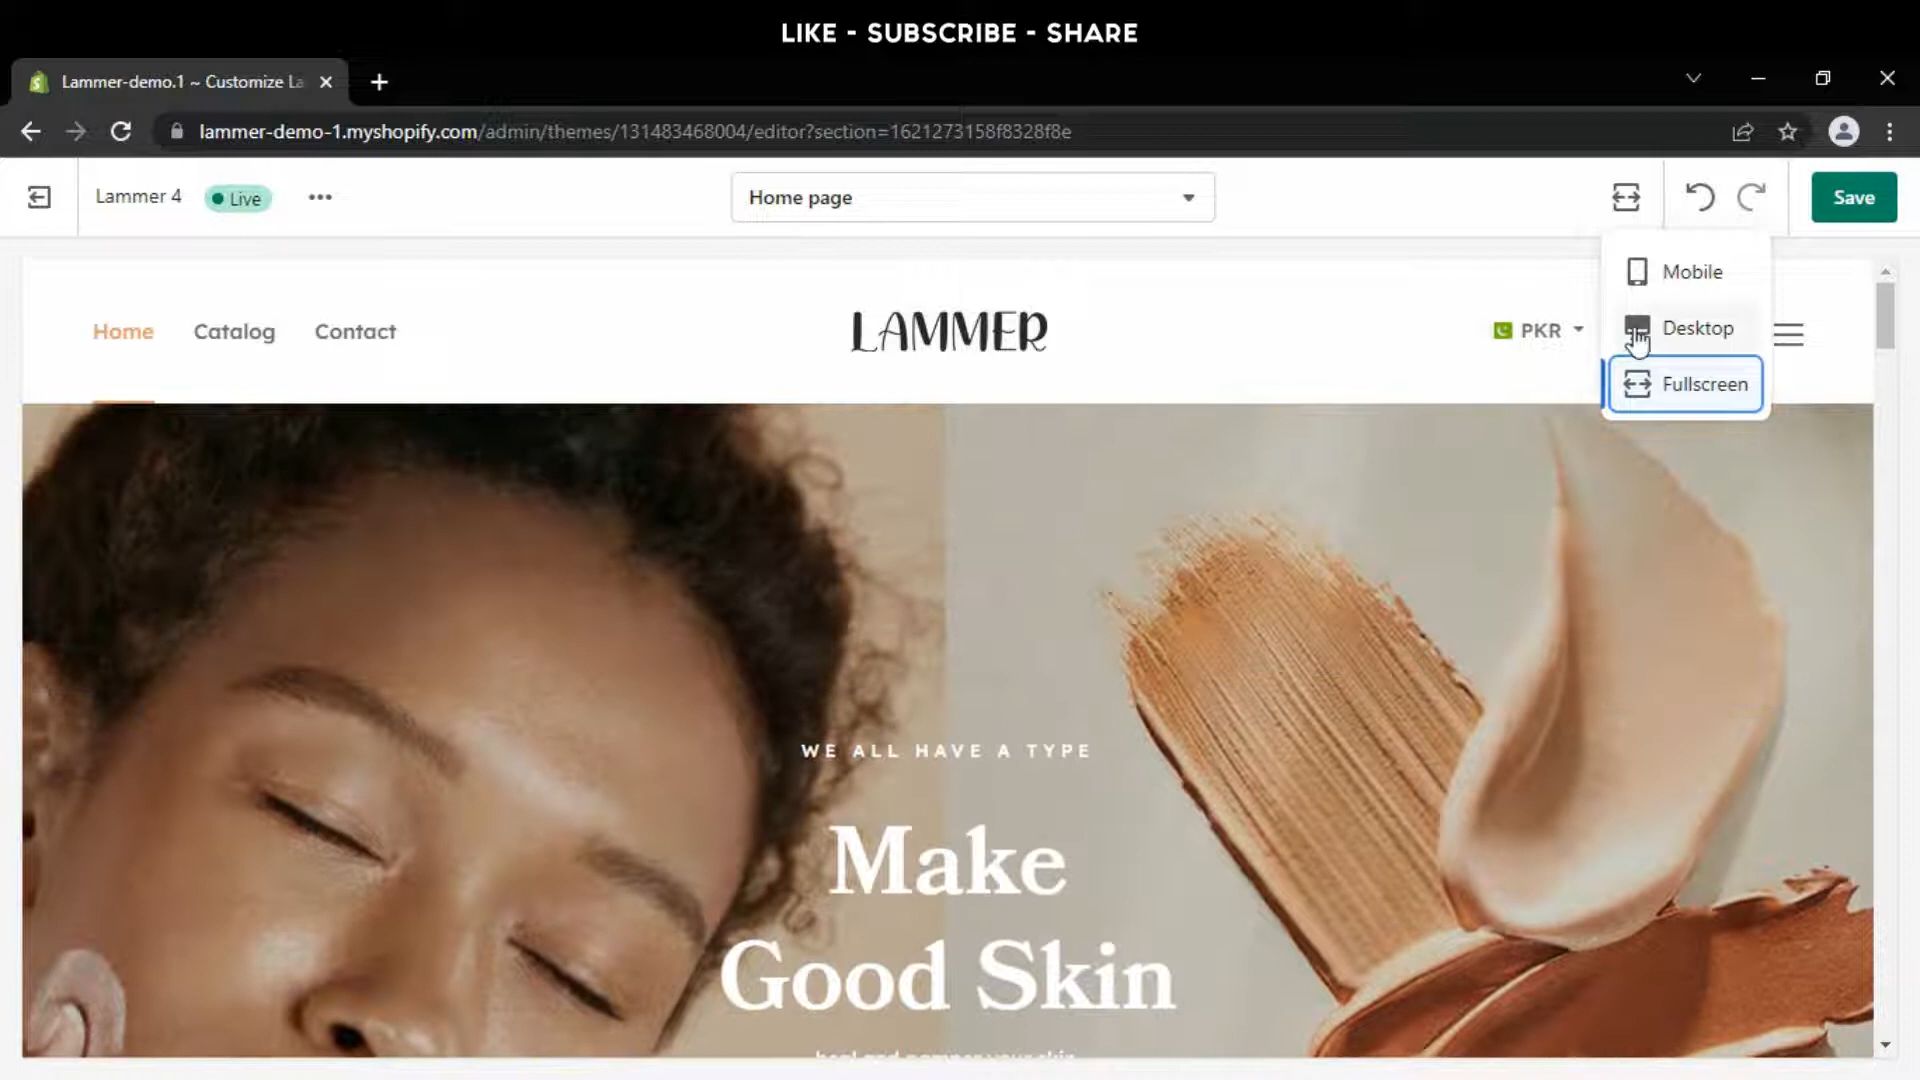 LIKE - SUBSCRIBE - SHARE
Lammer-demo.1 ~ Customize La
lammer-demo-1.myshopify.com/admin/themes/131483468004/editor?section=1621273158f8328f8e
Lammer 4
Live
Home page
Save
Mobile
Desktop
Fullscreen
Home
Catalog
Contact
LAMMER
PKR
WE ALL HAVE A TYPE
Make
Good Skin